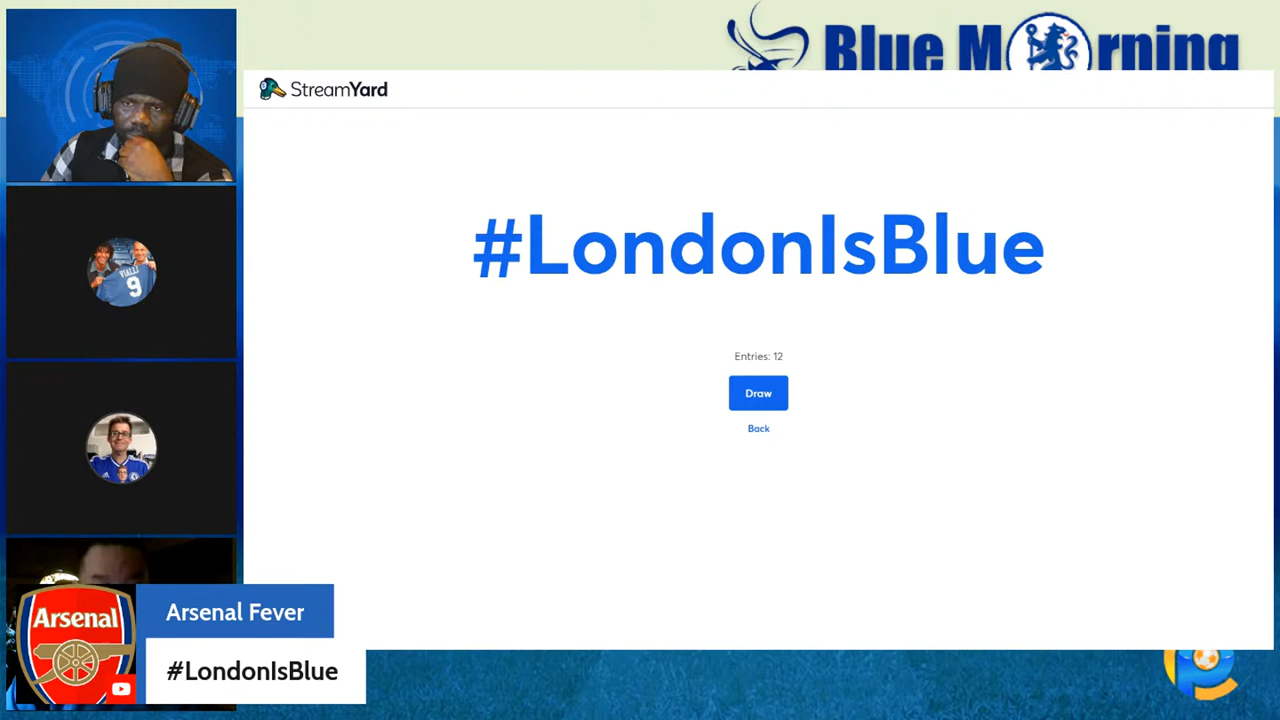 Blue Morning
StreamYard
#LondonIsBlue
VIALLI
9
Entries: 12
Draw
Back
Arsenal
Arsenal Fever
#LondonIsBlue